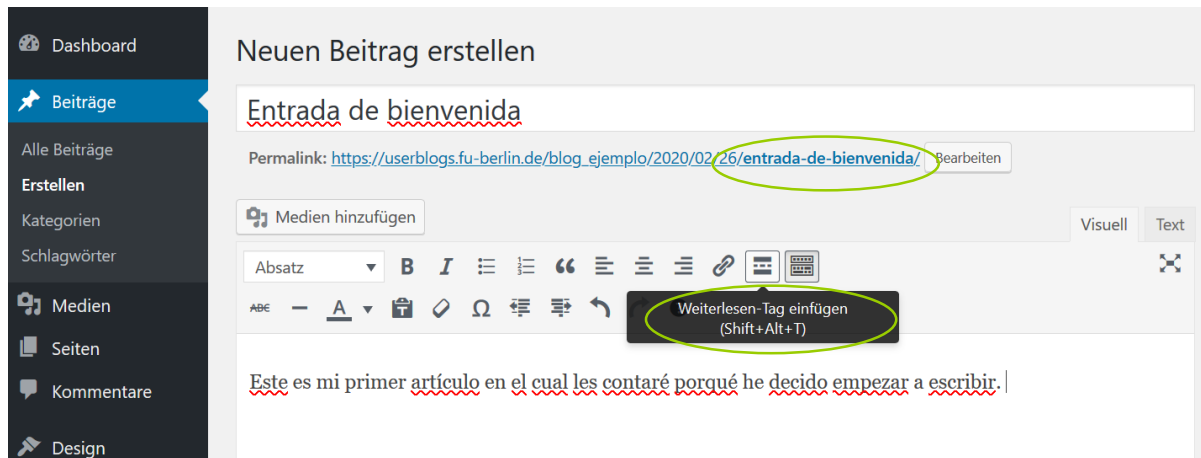 Dashboard
Beiträge
Alle Beiträge
Erstellen
Kategorien
Schlagwörter
Medien
Seiten
Kommentare
Design
Neuen Beitrag erstellen
Entrada de bienvenida
Permalink: https://userblogs.fu-berlin.de/blog_ejemplo/2020/02/26/entrada-de-bienvenida/ Bearbeiten
Medien hinzufügen
Visuell Text
Absatz B I
ABC A T Ω
Weiterlesen-Tag einfügen
(Shift+Alt+T)
Este es mi primer artículo en el cual les contaré porqué he decido empezar a escribir.